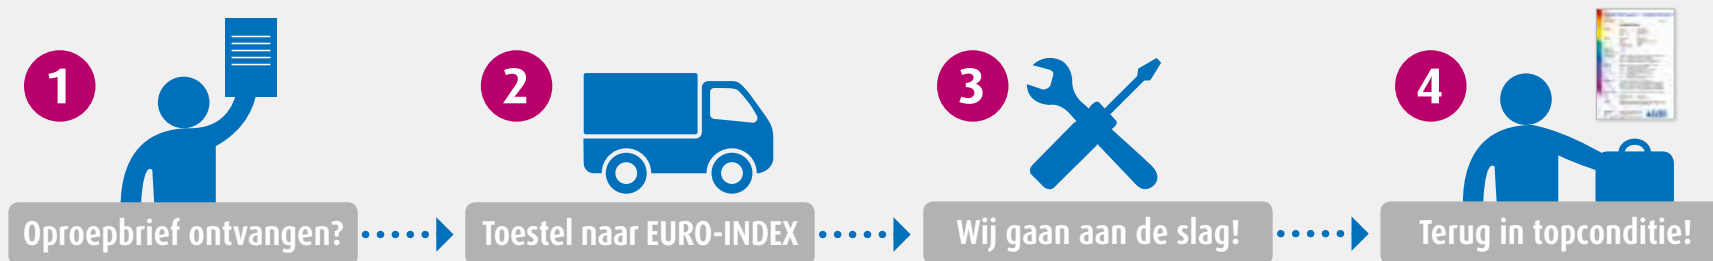 1
Oproepbrief ontvangen?
2
Toestel naar EURO-INDEX
3
Wij gaan aan de slag!
4
Terug in topconditie!